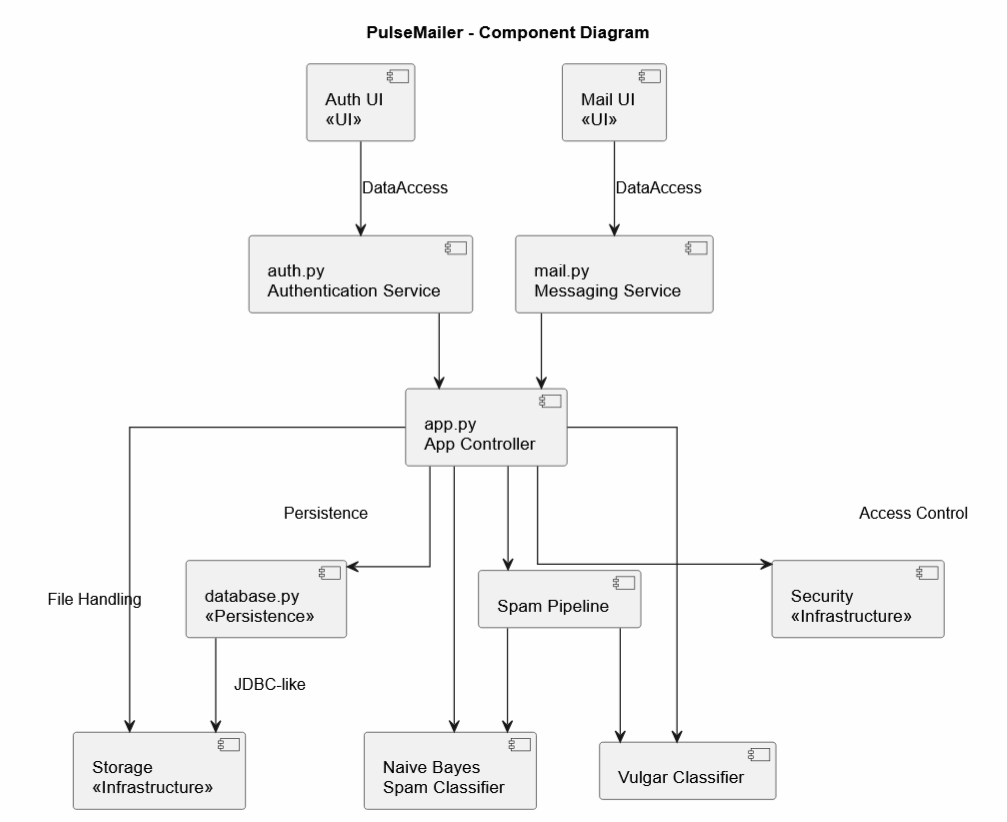 PulseMailer - Component Diagram
Auth UI
«UI»
Mail UI
«UI»
DataAccess
DataAccess
auth.py
Authentication Service
mail.py
Messaging Service
app.py
App Controller
Persistence
Access Control
File Handling
database.py
«Persistence»
Spam Pipeline
Security
«Infrastructure»
JDBC-like
Storage
«Infrastructure»
Naive Bayes
Spam Classifier
Vulgar Classifier